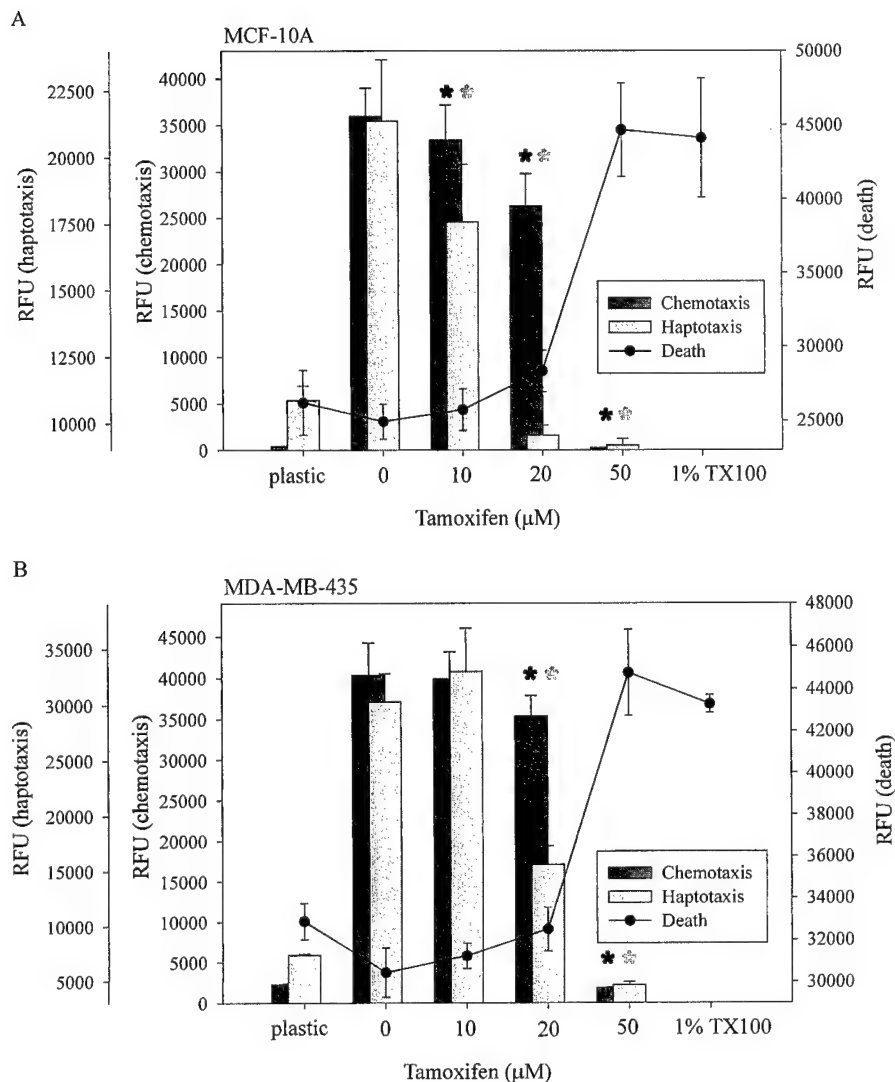 A
MCF-10A
RFU (haptotaxis)
22500
20000
17500
15000
12500
10000
RFU (chemotaxis)
40000
35000
30000
25000
20000
15000
10000
5000
0
50000
45000
40000
35000
30000
25000
RFU (death)
Chemotaxis
Haptotaxis
Death
plastic 0 10 20 50 1% TX100
Tamoxifen (μM)
B
MDA-MB-435
RFU (haptotaxis)
35000
30000
25000
20000
15000
10000
5000
RFU (chemotaxis)
45000
40000
35000
30000
25000
20000
15000
10000
5000
0
48000
46000
44000
42000
40000
38000
36000
34000
32000
30000
RFU (death)
Chemotaxis
Haptotaxis
Death
plastic 0 10 20 50 1% TX100
Tamoxifen (μM)